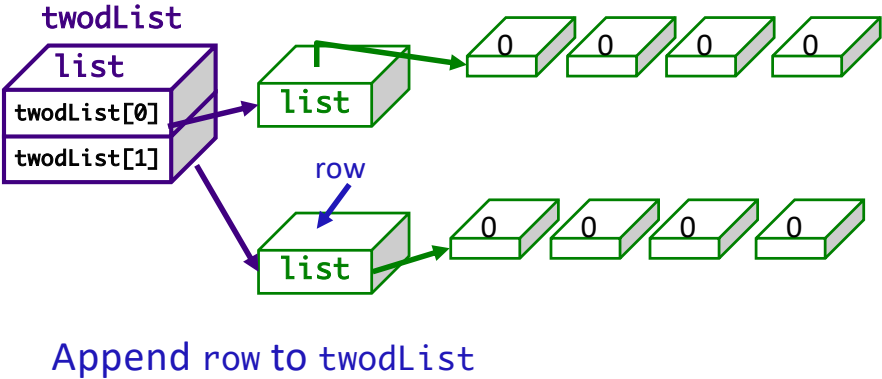 twodList
list
twodList[0]
twodList[1]
list
0 0 0 0
row
list
0 0 0 0
Append row to twodList